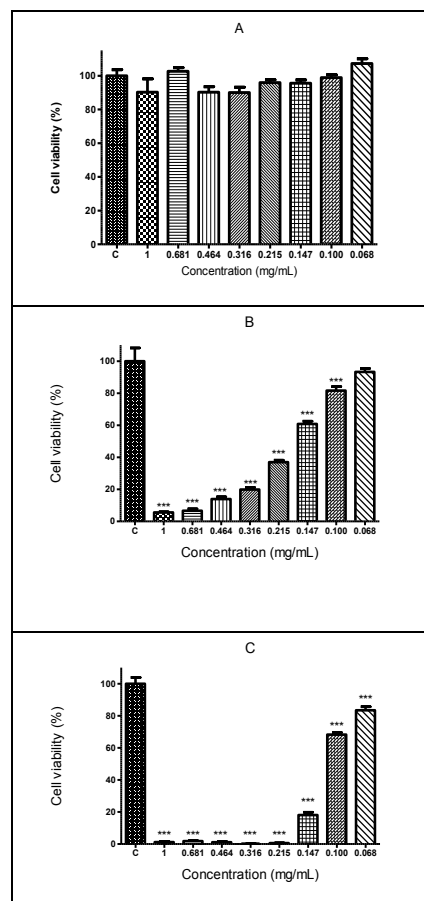 A
Cell viability (%)
120
100
80
60
40
20
0
C 1 0.681 0.464 0.316 0.215 0.147 0.100 0.068
Concentration (mg/mL)
B
Cell viability (%)
120
100
80
60
40
20
0
*** *** *** *** *** *** ***
C 1 0.681 0.464 0.316 0.215 0.147 0.100 0.068
Concentration (mg/mL)
C
Cell viability (%)
120
100
80
60
40
20
0
*** *** *** *** *** *** *** ***
C 1 0.681 0.464 0.316 0.215 0.147 0.100 0.068
Concentration (mg/mL)